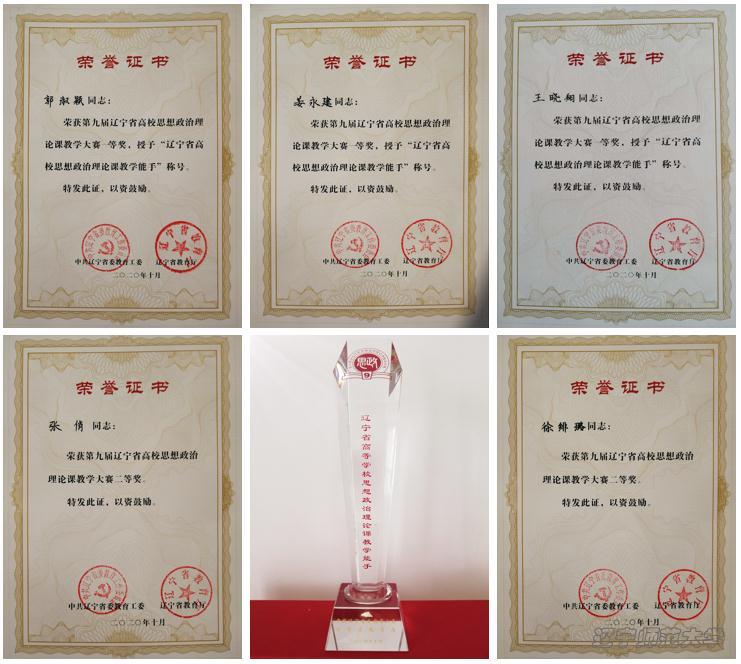 荣誉证书
郭淑颖同志：
荣获第九届辽宁省高校思想政治理
论课教学大赛一等奖，授予“辽宁省高
校思想政治理论课教学能手”称号。
特发此证，以资鼓励。
中共辽宁省委教育工委 辽宁省教育厅
二〇二〇年十月
荣誉证书
姜永建同志：
荣获第九届辽宁省高校思想政治理
论课教学大赛一等奖，授予“辽宁省高
校思想政治理论课教学能手”称号。
特发此证，以资鼓励。
中共辽宁省委教育工委 辽宁省教育厅
二〇二〇年十月
荣誉证书
王晓翔同志：
荣获第九届辽宁省高校思想政治理
论课教学大赛一等奖，授予“辽宁省高
校思想政治理论课教学能手”称号。
特发此证，以资鼓励。
中共辽宁省委教育工委 辽宁省教育厅
二〇二〇年十月
荣誉证书
张倩 同志：
荣获第九届辽宁省高校思想政治
理论课教学大赛二等奖。
特发此证，以资鼓励。
中共辽宁省委教育工委 辽宁省教育厅
二〇二〇年十月
思政
9
辽宁省高等学校思想政治理论课教学能手
荣誉证书
徐绯璐同志：
荣获第九届辽宁省高校思想政治
理论课教学大赛二等奖。
特发此证，以资鼓励。
中共辽宁省委教育工委 辽宁省教育厅
二〇二〇年十月
辽宁师范大学